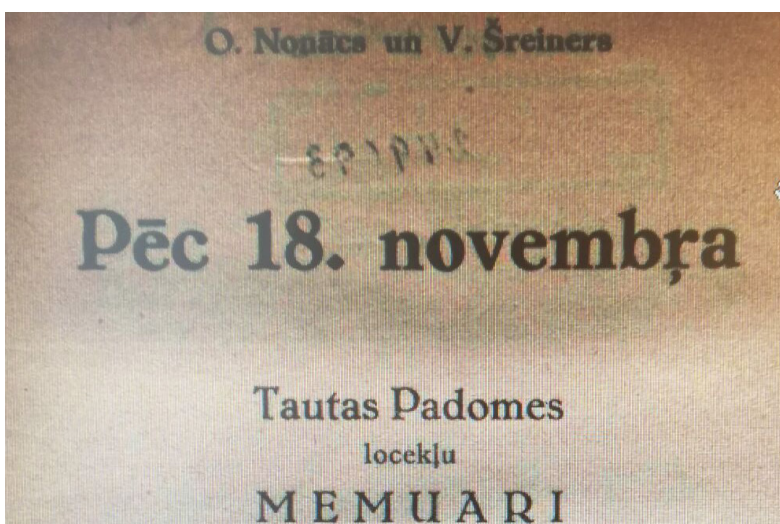 O. Nonācs un V. Šreiners
Pēc 18. novembŗa
Tautas Padomes
locekļu
MEMUARI